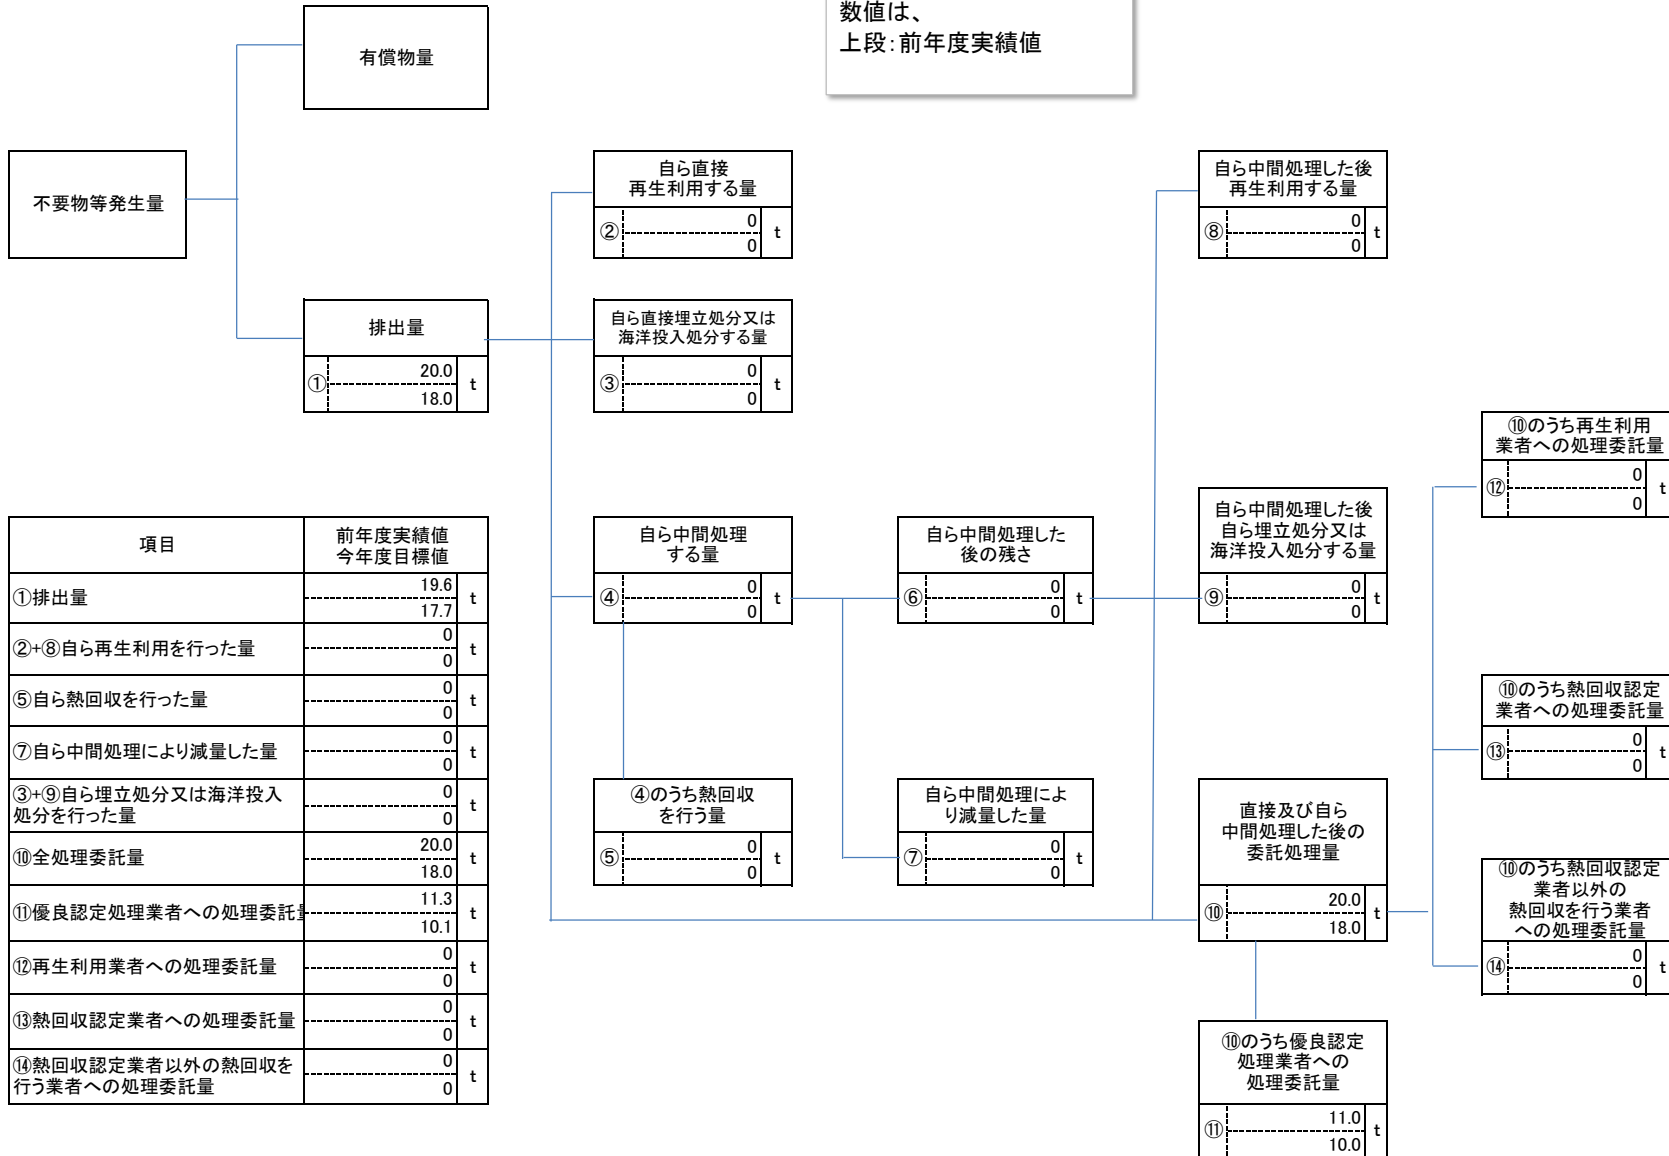 数値は、
上段:前年度実績値
有償物量
不要物等発生量
自ら直接
再生利用する量
② 0 t
0
自ら中間処理した後
再生利用する量
⑧ 0 t
0
排出量
① 20.0 t
18.0
自ら直接埋立処分又は
海洋投入処分する量
③ 0 t
0
⑩のうち再生利用
業者への処理委託量
⑫ 0 t
0
項目 前年度実績値
今年度目標値
①排出量 19.6 t
17.7
②+⑧自ら再生利用を行った量 0 t
0
⑤自ら熱回収を行った量 0 t
0
⑦自ら中間処理により減量した量 0 t
0
③+⑨自ら埋立処分又は海洋投入
処分を行った量 0 t
0
⑩全処理委託量 20.0 t
18.0
⑪優良認定処理業者への処理委託 11.3 t
10.1
⑫再生利用業者への処理委託量 0 t
0
⑬熱回収認定業者への処理委託量 0 t
0
⑭熱回収認定業者以外の熱回収を
行う業者への処理委託量 0 t
0
自ら中間処理
する量
④ 0 t
0
自ら中間処理した
後の残さ
⑥ 0 t
0
自ら中間処理した後
自ら埋立処分又は
海洋投入処分する量
⑨ 0 t
0
⑩のうち熱回収認定
業者への処理委託量
⑬ 0 t
0
④のうち熱回収
を行う量
⑤ 0 t
0
自ら中間処理によ
り減量した量
⑦ 0 t
0
直接及び自ら
中間処理した後の
委託処理量
⑩ 20.0 t
18.0
⑩のうち熱回収認定
業者以外の
熱回収を行う業者
への処理委託量
⑭ 0 t
0
⑩のうち優良認定
処理業者への
処理委託量
⑪ 11.0 t
10.0